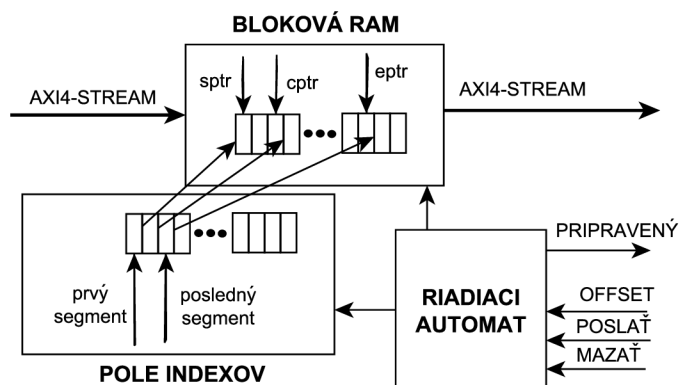 BLOKOVÁ RAM
sptr
cptr
eptr
AXI4-STREAM
AXI4-STREAM
prvý
segment
posledný
segment
POLE INDEXOV
RIADIACI
AUTOMAT
PRIPRAVENÝ
OFFSET
POSLAŤ
MAZAŤ